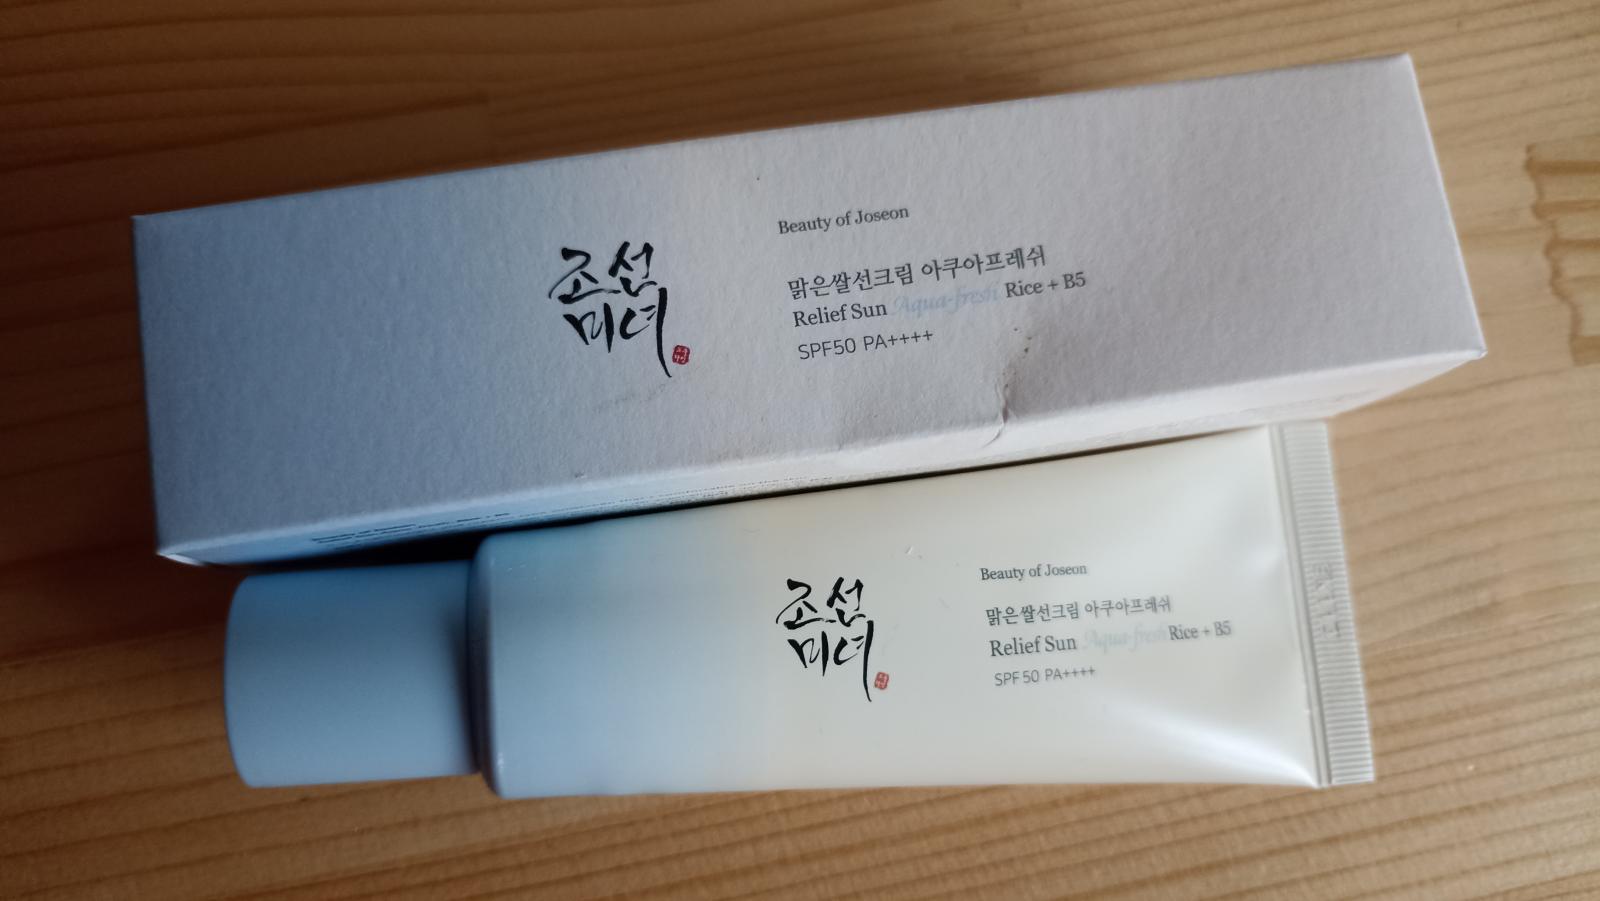 조선
미녀
Beauty of Joseon
맑은쌀선크림 아쿠아프레쉬
Relief Sun Aqua-fresh Rice + B5
SPF50 PA++++
조선
미녀
Beauty of Joseon
맑은쌀선크림 아쿠아프레쉬
Relief Sun Aqua-fresh Rice + B5
SPF 50 PA++++